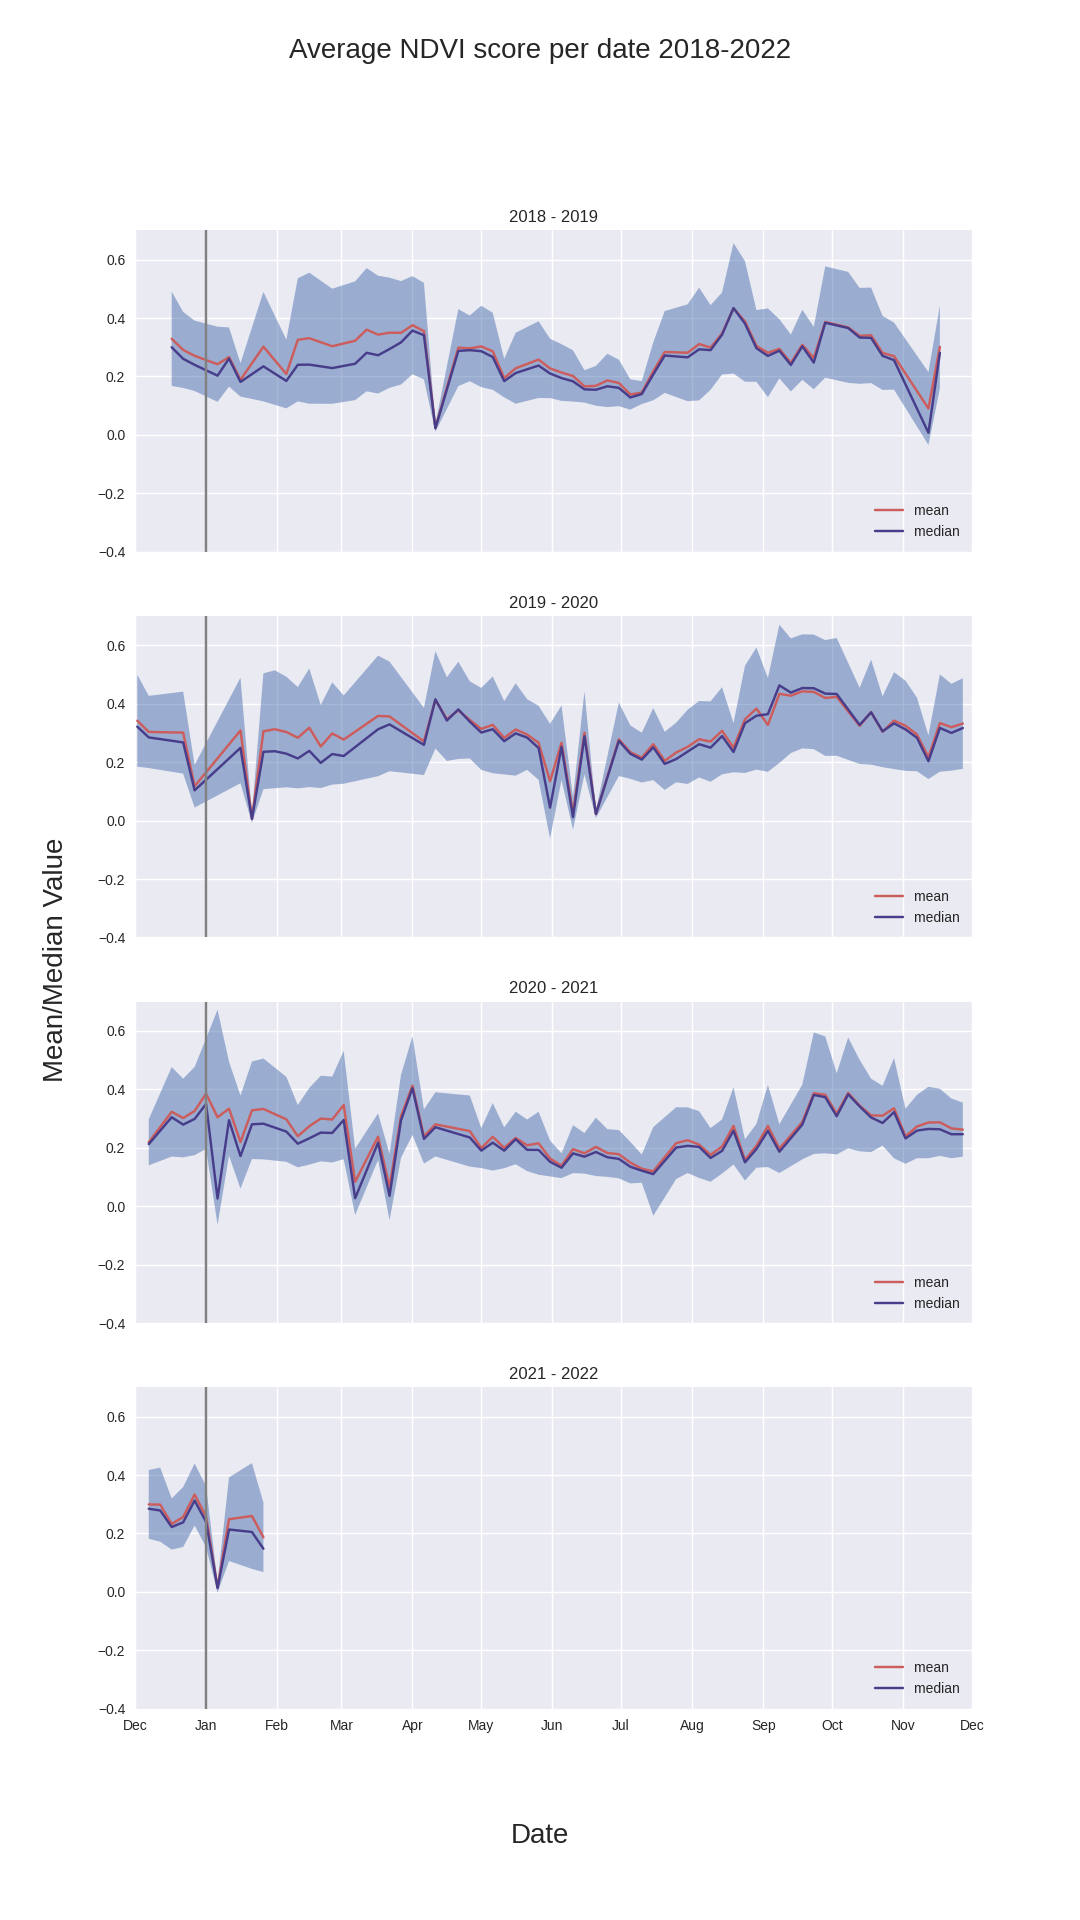 Average NDVI score per date 2018-2022
2018 - 2019
0.6
0.4
0.2
0.0
−0.2
−0.4
mean
median
2019 - 2020
0.6
0.4
0.2
0.0
−0.2
−0.4
mean
median
Mean/Median Value
2020 - 2021
0.6
0.4
0.2
0.0
−0.2
−0.4
mean
median
2021 - 2022
0.6
0.4
0.2
0.0
−0.2
−0.4
mean
median
Dec Jan Feb Mar Apr May Jun Jul Aug Sep Oct Nov Dec
Date